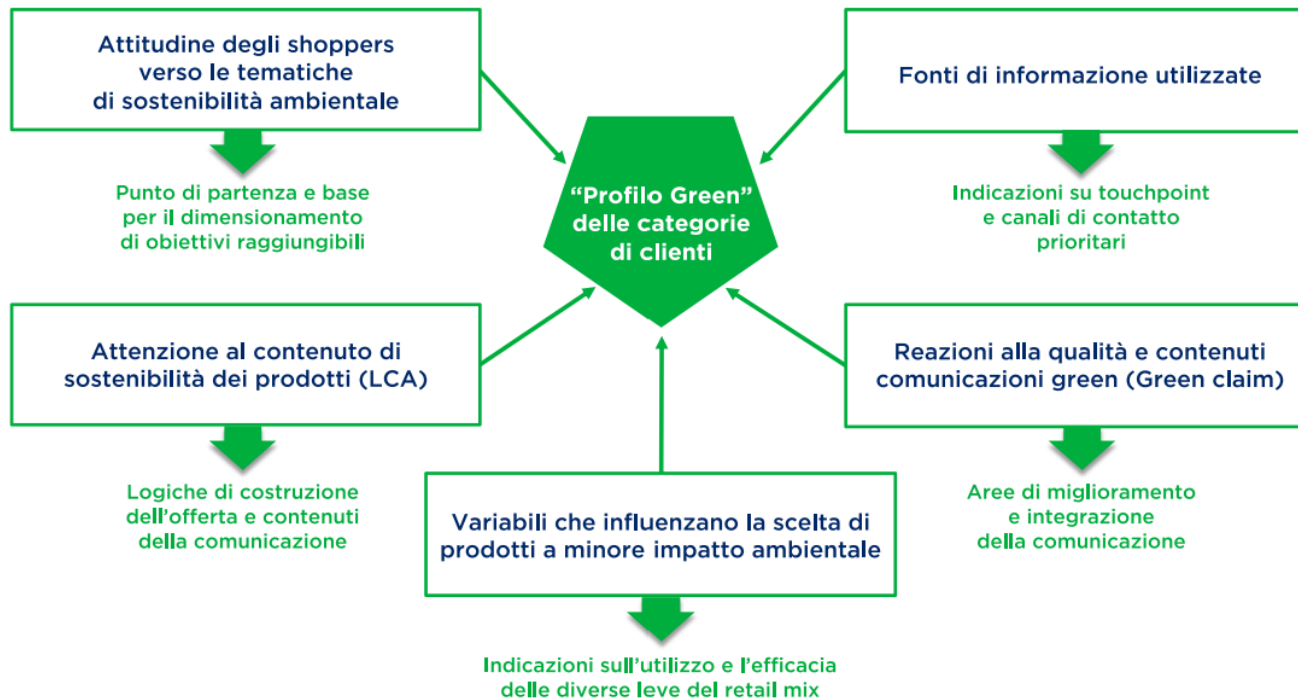 Attitudine degli shoppers
verso le tematiche
di sostenibilità ambientale
Punto di partenza e base
per il dimensionamento
di obiettivi raggiungibili
Fonti di informazione utilizzate
Indicazioni su touchpoint
e canali di contatto
prioritari
“Profilo Green”
delle categorie
di clienti
Attenzione al contenuto di
sostenibilità dei prodotti (LCA)
Logiche di costruzione
dell’offerta e contenuti
della comunicazione
Reazioni alla qualità e contenuti
comunicazioni green (Green claim)
Aree di miglioramento
e integrazione
della comunicazione
Variabili che influenzano la scelta di
prodotti a minore impatto ambientale
Indicazioni sull’utilizzo e l’efficacia
delle diverse leve del retail mix